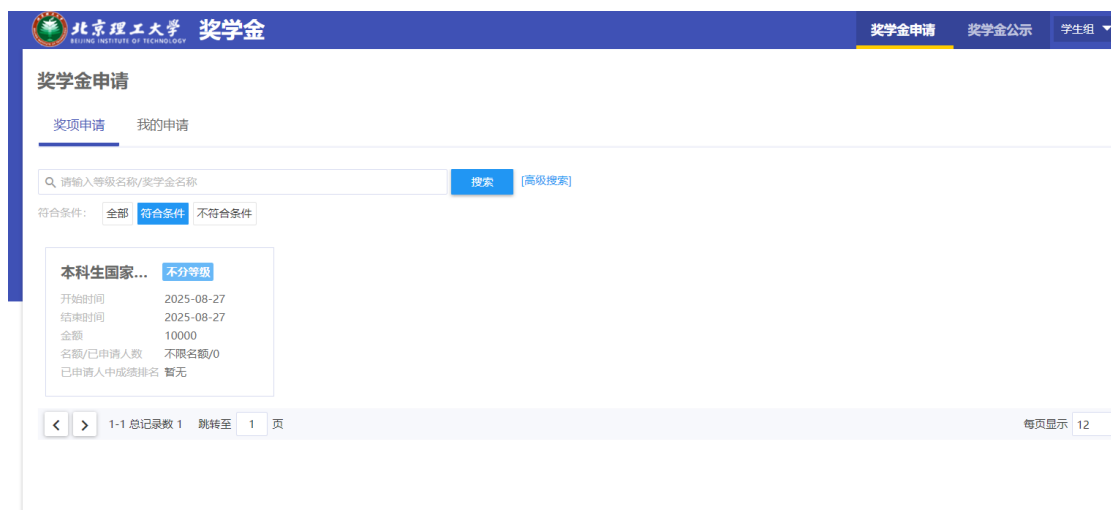 北京理工大学 奖学金 奖学金申请 奖学金公示 学生组
BEIJING INSTITUTE OF TECHNOLOGY
奖学金申请
奖项申请 我的申请
请输入等级名称/奖学金名称 搜索 [高级搜索]
符合条件: 全部 符合条件 不符合条件
本科生国家... 不分等级
开始时间 2025-08-27
结束时间 2025-08-27
金额 10000
名额/已申请人数 不限名额/0
已申请人中成绩排名 暂无
1-1 总记录数 1 跳转至 1 页 每页显示 12